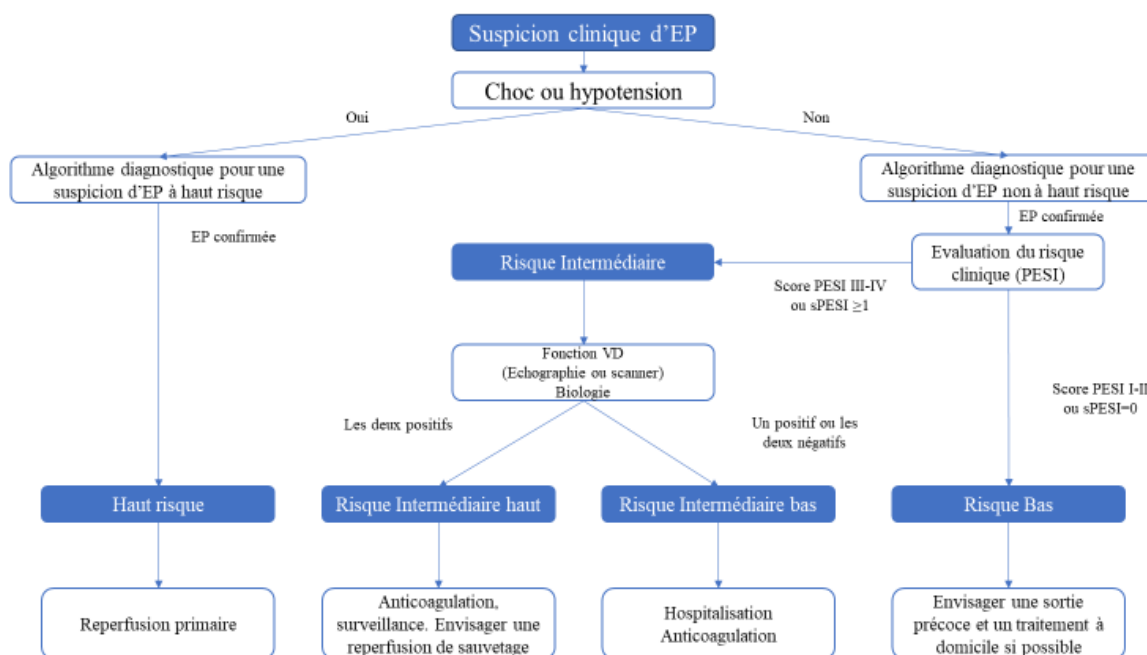 Suspicion clinique d'EP
Choc ou hypotension
Oui
Non
Algorithme diagnostique pour une
suspicion d'EP à haut risque
Algorithme diagnostique pour une
suspicion d'EP non à haut risque
EP confirmée
EP confirmée
Risque Intermédiaire
Evaluation du risque
clinique (PESI)
Score PESI III-IV
ou sPESI ≥1
Fonction VD
(Echographie ou scanner)
Biologie
Score PESI I-II
ou sPESI=0
Les deux positifs
Un positif ou les
deux négatifs
Haut risque
Risque Intermédiaire haut
Risque Intermédiaire bas
Risque Bas
Reperfusion primaire
Anticoagulation,
surveillance. Envisager une
reperfusion de sauvetage
Hospitalisation
Anticoagulation
Envisager une sortie
précoce et un traitement à
domicile si possible